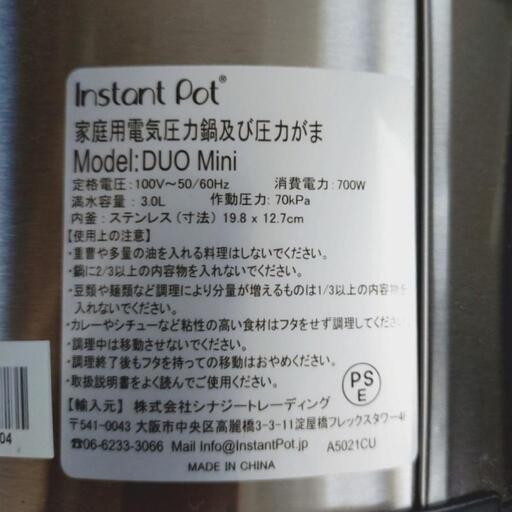 Instant Pot®
家庭用電気圧力鍋及び圧力がま
Model:DUO Mini
定格電圧：100V～50/60Hz 消費電力：700W
満水容量：3.0L 作動圧力：70kPa
内釜：ステンレス（寸法）19.8 x 12.7cm
【使用上の注意】
・重曹や多量の油を入れる料理はしないでください。
・鍋に2/3以上の内容物を入れないでください。
・豆類や麺類など調理により分量が増えるものは1/3以上の内容物を
入れないでください。
・カレーやシチューなど粘性の高い食材はフタをせず調理してください。
・調理中は移動させないでください。
・調理終了後もフタを持っての移動はおやめください。
・取扱説明書をよく読んでご使用ください。
PS
E
【輸入元】 株式会社シナジートレーディング
〒541-0043 大阪市中央区高麗橋3-3-11淀屋橋フレックスタワー4F
☎06-6233-3066 Mail Info@InstantPot.jp A5021CU
MADE IN CHINA
04